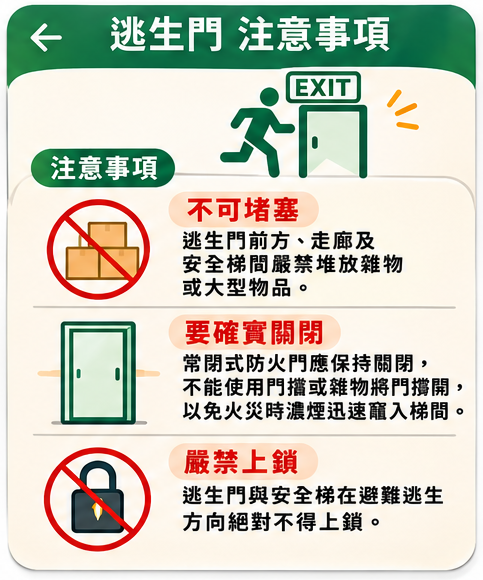 逃生門 注意事項
EXIT
注意事項
不可堵塞
逃生門前方、走廊及
安全梯間嚴禁堆放雜物
或大型物品。
要確實關閉
常閉式防火門應保持關閉，
不能使用門擋或雜物將門撐開，
以免火災時濃煙迅速竄入梯間。
嚴禁上鎖
逃生門與安全梯在避難逃生
方向絕對不得上鎖。